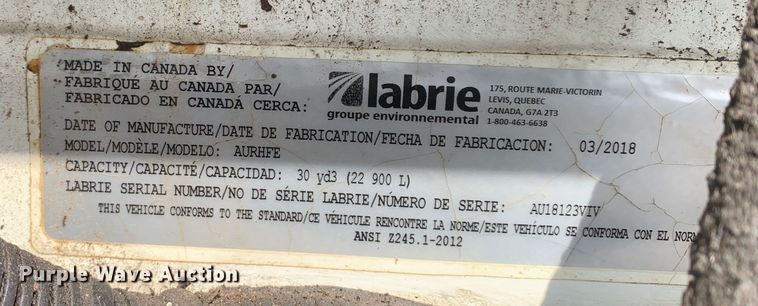 MADE IN CANADA BY/
FABRIQUE AU CANADA PAR/
FABRICADO EN CANADÁ CERCA:
labrie
groupe environnemental
175, ROUTE MARIE-VICTORIN
LEVIS, QUEBEC
CANADA, G7A 2T3
1-800-463-6638
DATE OF MANUFACTURE/DATE DE FABRICATION/FECHA DE FABRICACION: 03/2018
MODEL/MODÈLE/MODELO: AURHFE
CAPACITY/CAPACITÉ/CAPACIDAD: 30 yd3 (22 900 L)
LABRIE SERIAL NUMBER/NO DE SÉRIE LABRIE/NÚMERO DE SERIE: AU18123VIV
THIS VEHICLE CONFORMS TO THE STANDARD/CE VÉHICULE RENCONTRE LA NORME/ESTE VEHÍCULO SE CONFORMA CON EL NORM
ANSI Z245.1-2012
Purple Wave Auction